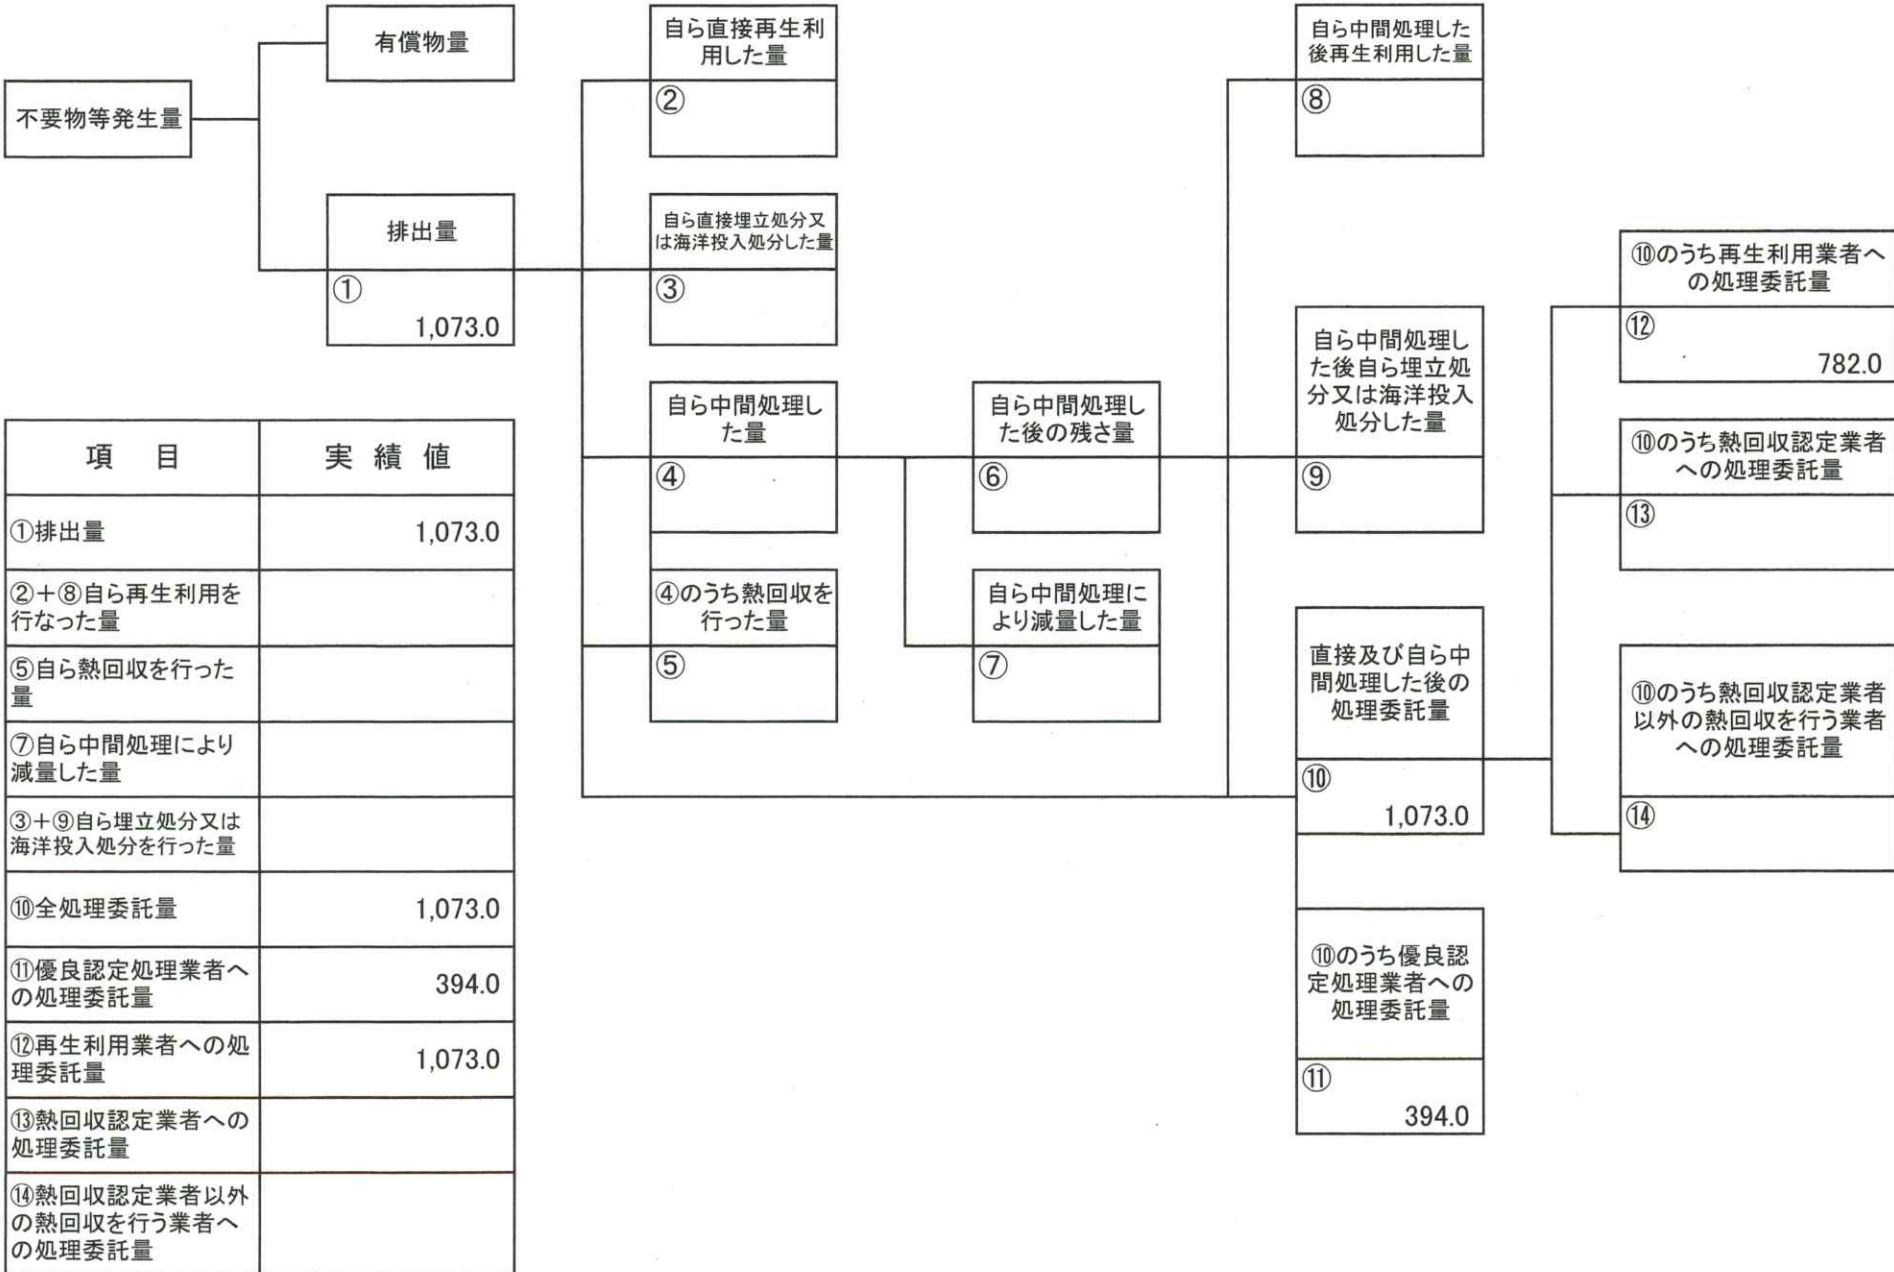 不要物等発生量
有償物量
排出量
①
1,073.0
自ら直接再生利
用した量
②
自ら直接埋立処分又
は海洋投入処分した量
③
自ら中間処理し
た量
④
④のうち熱回収を
行った量
⑤
自ら中間処理し
た後の残さ量
⑥
自ら中間処理に
より減量した量
⑦
自ら中間処理した
後再生利用した量
⑧
自ら中間処理し
た後自ら埋立処
分又は海洋投入
処分した量
⑨
直接及び自ら中
間処理した後の
処理委託量
⑩
1,073.0
⑩のうち優良認
定処理業者への
処理委託量
⑪
394.0
⑩のうち再生利用業者へ
の処理委託量
⑫
782.0
⑩のうち熱回収認定業者
への処理委託量
⑬
⑩のうち熱回収認定業者
以外の熱回収を行う業者
への処理委託量
⑭
項 目 実 績 値
①排出量 1,073.0
②+⑧自ら再生利用を
行なった量
⑤自ら熱回収を行った
量
⑦自ら中間処理により
減量した量
③+⑨自ら埋立処分又は
海洋投入処分を行った量
⑩全処理委託量 1,073.0
⑪優良認定処理業者へ
の処理委託量 394.0
⑫再生利用業者への処
理委託量 1,073.0
⑬熱回収認定業者への
処理委託量
⑭熱回収認定業者以外
の熱回収を行う業者へ
の処理委託量